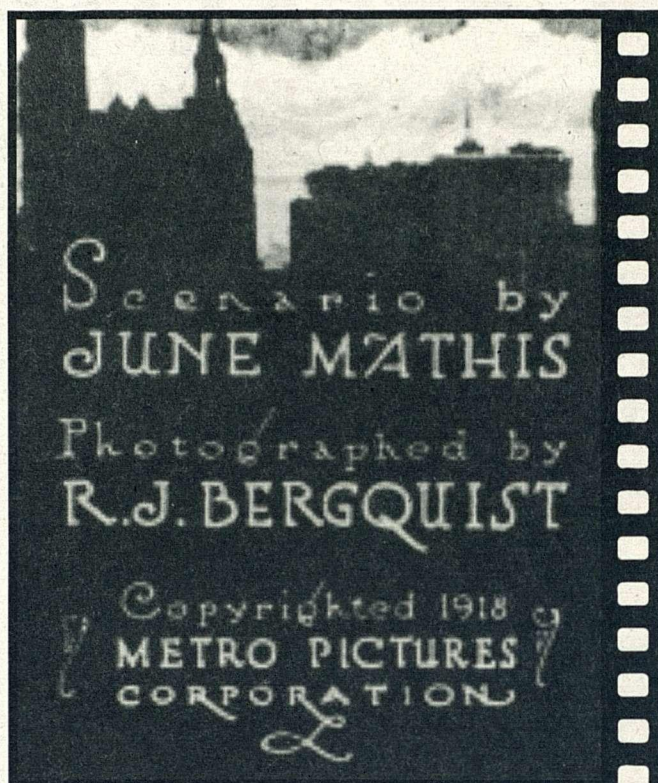 Scenario by
JUNE MATHIS
Photographed by
R.J. BERGQUIST
Copyrighted 1918
METRO PICTURES
CORPORATION